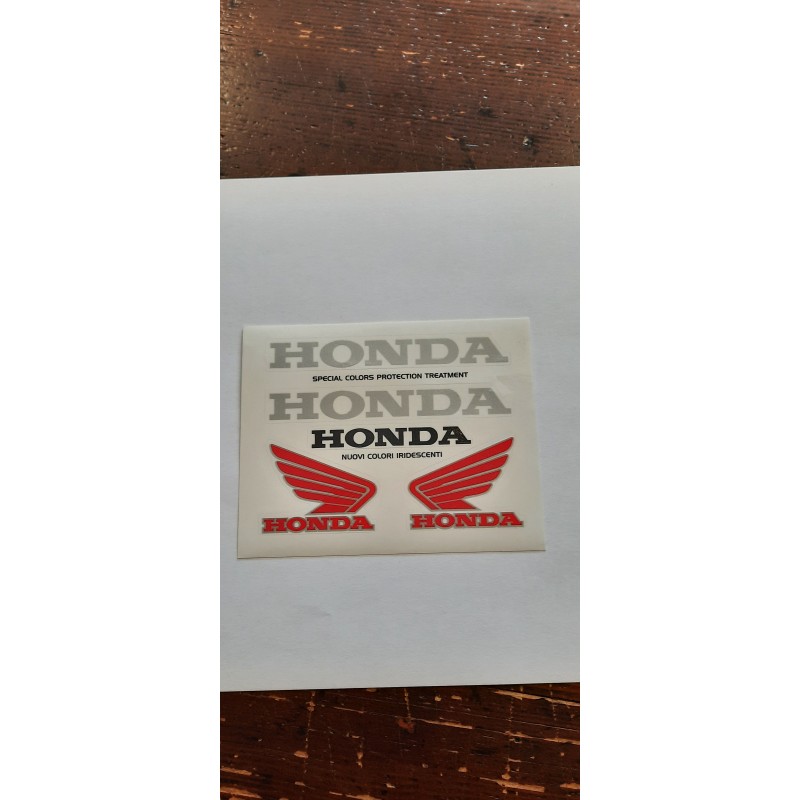 HONDA
SPECIAL COLORS PROTECTION TREATMENT
HONDA
HONDA
NUOVI COLORI IRIDESCENTI
HONDA
HONDA